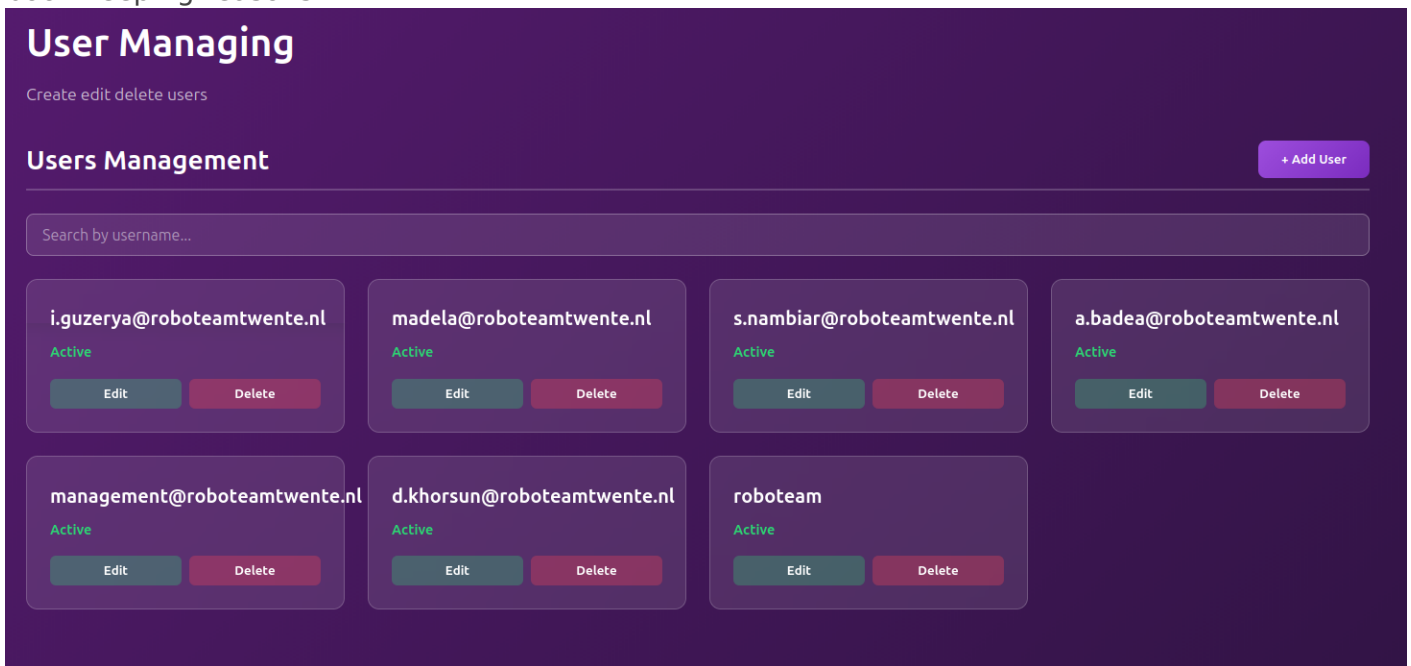 User Managing
Create edit delete users
Users Management
+ Add User
Search by username...
i.guzerya@roboteamtwente.nl
Active
Edit Delete
madela@roboteamtwente.nl
Active
Edit Delete
s.nambiar@roboteamtwente.nl
Active
Edit Delete
a.badea@roboteamtwente.nl
Active
Edit Delete
management@roboteamtwente.nl
Active
Edit Delete
d.khorsun@roboteamtwente.nl
Active
Edit Delete
roboteam
Active
Edit Delete